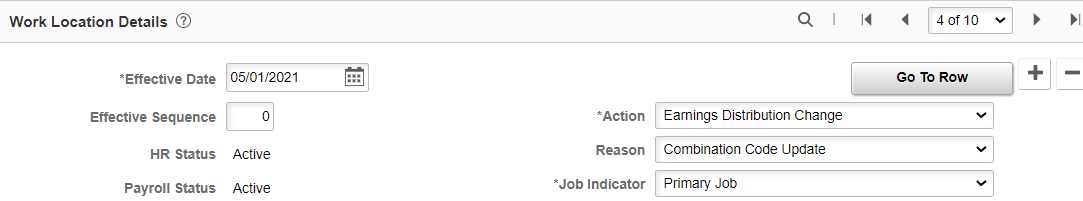 Work Location Details ?
4 of 10
*Effective Date 05/01/2021
Go To Row
Effective Sequence 0
*Action Earnings Distribution Change
HR Status Active
Reason Combination Code Update
Payroll Status Active
*Job Indicator Primary Job